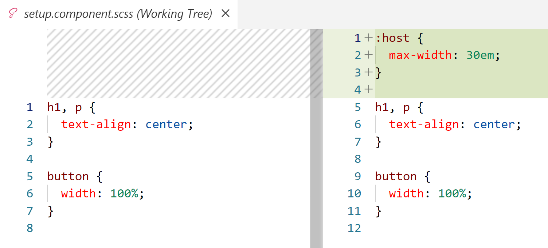 setup.component.scss (Working Tree) ×
1 h1, p {
2 text-align: center;
3 }
4
5 button {
6 width: 100%;
7 }
8
1 + :host {
2 + max-width: 30em;
3 + }
4 +
5 h1, p {
6 text-align: center;
7 }
8
9 button {
10 width: 100%;
11 }
12